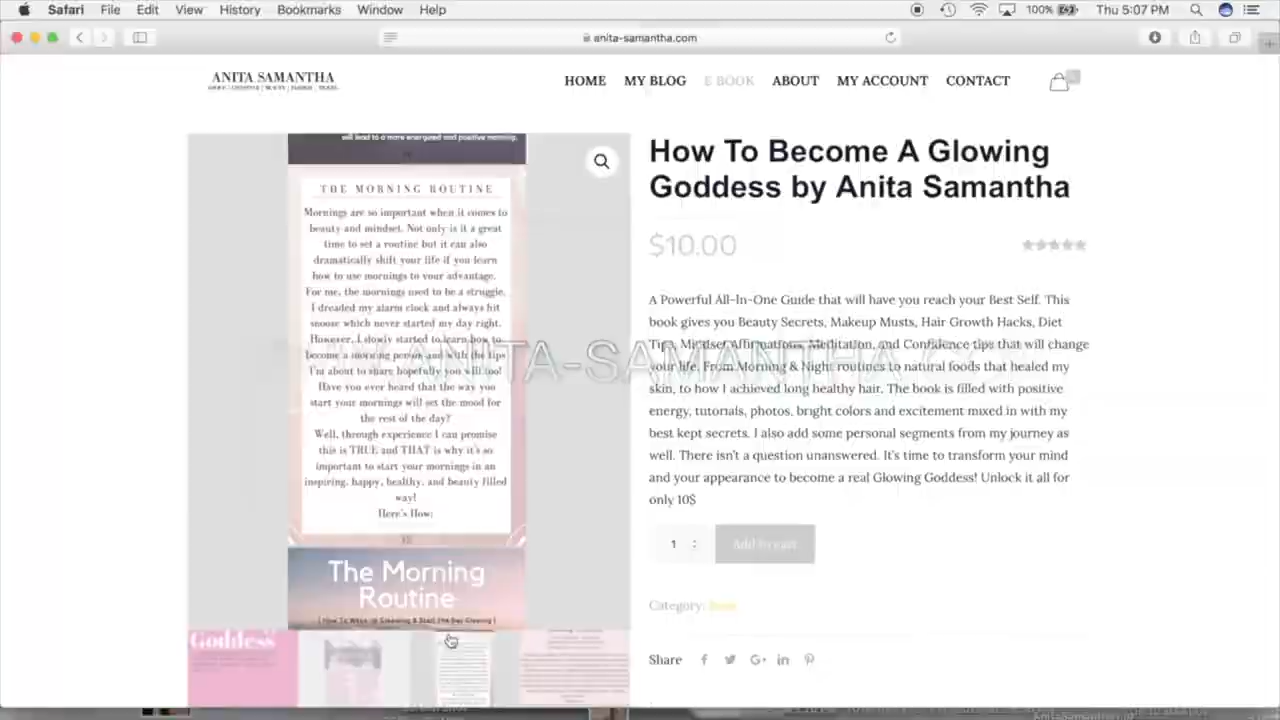 Safari File Edit View History Bookmarks Window Help 100% Thu 5:07 PM
anita-samantha.com
ANITA SAMANTHA
HOME MY BLOG E BOOK ABOUT MY ACCOUNT CONTACT
will lead to a more energized and positive morning.
THE MORNING ROUTINE
Mornings are so important when it comes to
beauty and mindset. Not only is it a great
time to set a routine but it can also
dramatically shift your life if you learn
how to use mornings to your advantage.
For me, the mornings used to be a struggle.
I dreaded my alarm clock and always hit
snooze which never started my day right.
However, I slowly started to learn how to
become a morning person and with the tips
I'm about to share hopefully you will too!
Have you ever heard that the way you
start your mornings will set the mood for
the rest of the day?
Well, through experience I can promise
this is TRUE and THAT is why it's so
important to start your mornings in an
inspiring, happy, healthy, and beauty filled
way!
Here's How:
The Morning
Routine
Goddess
How To Become A Glowing
Goddess by Anita Samantha
$10.00
A Powerful All-In-One Guide that will have you reach your Best Self. This
book gives you Beauty Secrets, Makeup Musts, Hair Growth Hacks, Diet
Tips, Mindset Affirmations, Meditation, and Confidence tips that will change
your life. From Morning & Night routines to natural foods that healed my
skin, to how I achieved long healthy hair. The book is filled with positive
energy, tutorials, photos, bright colors and excitement mixed in with my
best kept secrets. I also add some personal segments from my journey as
well. There isn't a question unanswered. It's time to transform your mind
and your appearance to become a real Glowing Goddess! Unlock it all for
only 10$
ANITA-SAMANTHA
1 Add to cart
Category:
Share